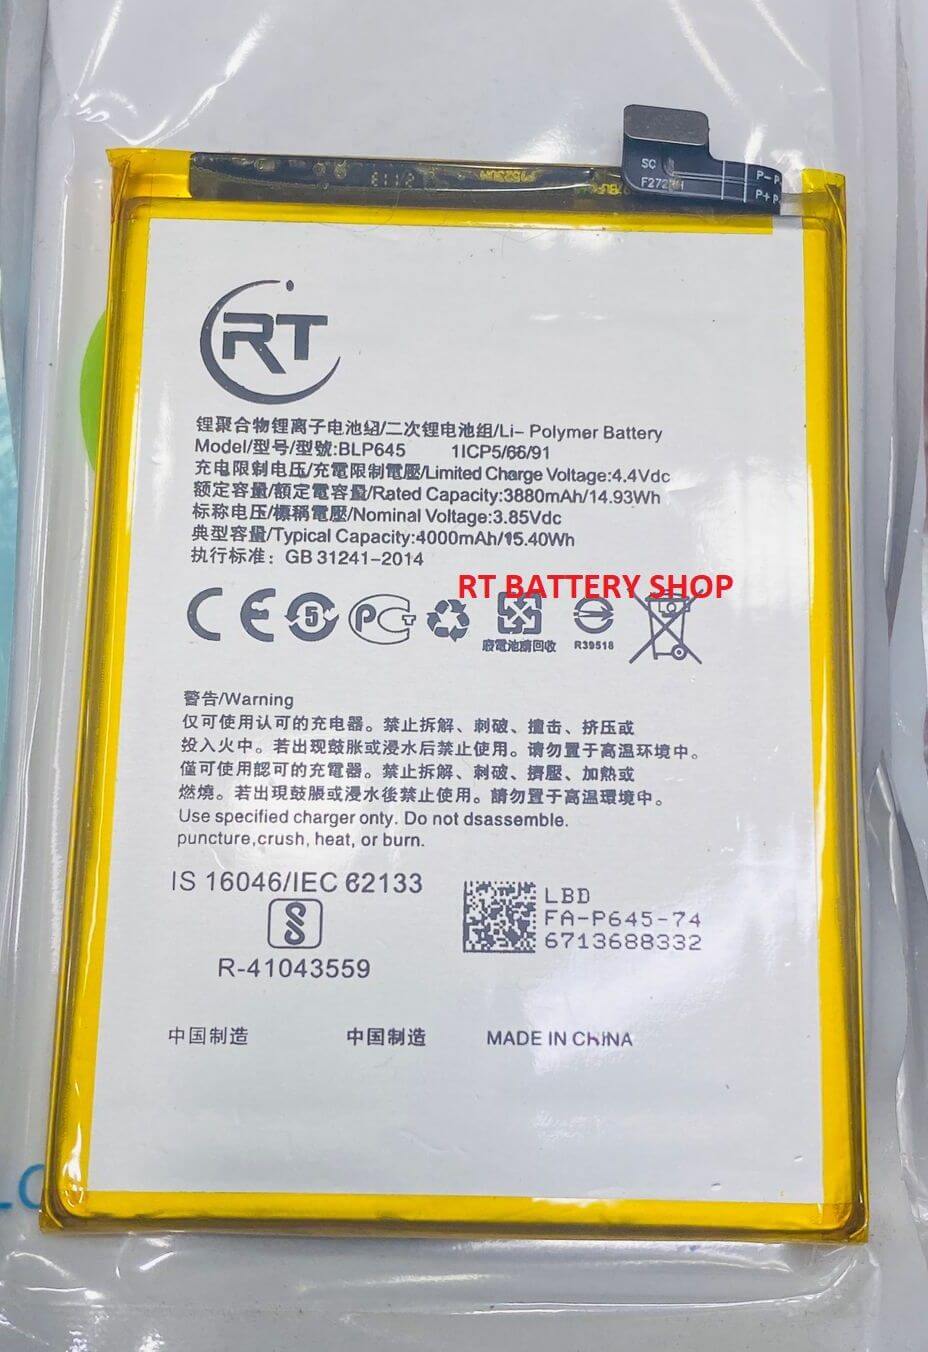 SC
F272
P- P
P+ P
RT
锂聚合物锂离子电池组/二次锂电池组/Li- Polymer Battery
Model/型号/型號:BLP645 1ICP5/66/91
充电限制电压/充電限制電壓/Limited Charge Voltage:4.4Vdc
额定容量/額定電容量/Rated Capacity:3880mAh/14.93Wh
标称电压/標稱電壓/Nominal Voltage:3.85Vdc
典型容量/Typical Capacity:4000mAh/15.40Wh
执行标准: GB 31241-2014
RT BATTERY SHOP
CE 5 PC+
廢電池請回收 R39518
警告/Warning
仅可使用认可的充电器。禁止拆解、刺破、撞击、挤压或
投入火中。若出现鼓胀或浸水后禁止使用。请勿置于高温环境中。
僅可使用認可的充電器。禁止拆解、刺破、擠壓、加熱或
燃燒。若出現鼓脹或浸水後禁止使用。請勿置于高溫環境中。
Use specified charger only. Do not dsassemble.
puncture,crush, heat, or burn.
IS 16046/IEC 62133
R-41043559
LBD
FA-P645-74
6713688332
中国制造 中国制造 MADE IN CHINA